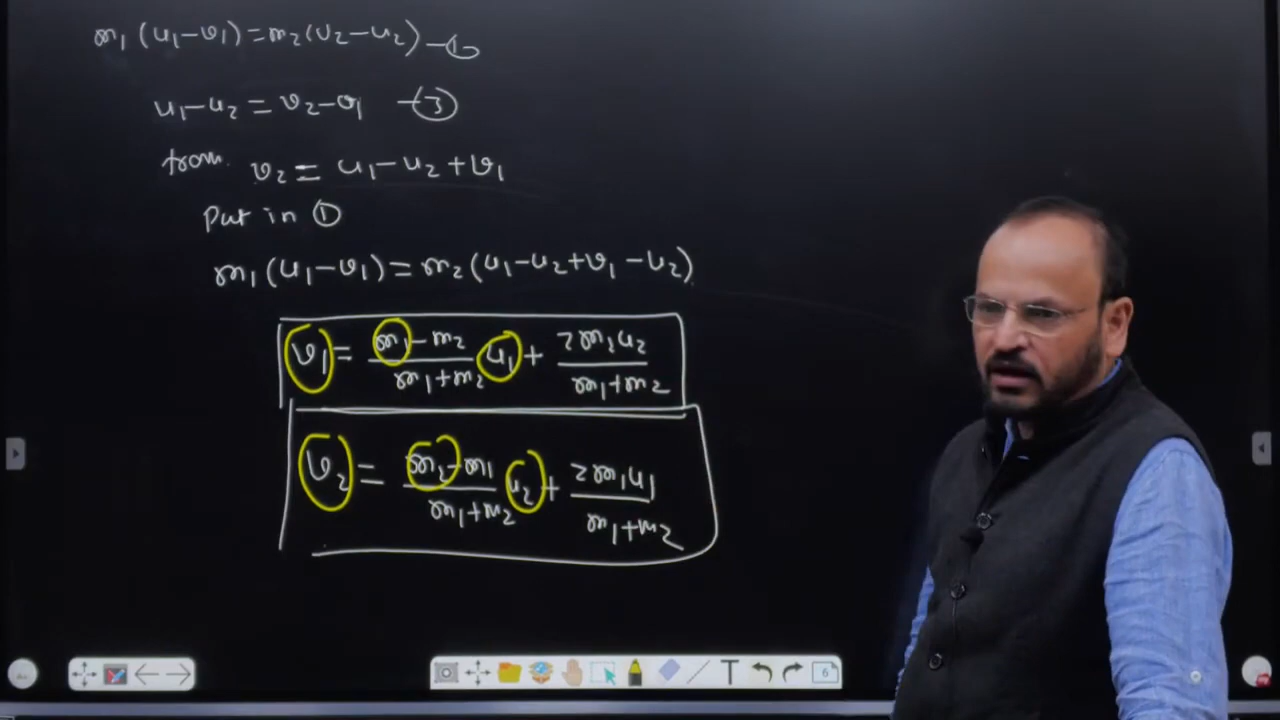 m₁(u₁-v₁)=m₂(v₂-u₂) -①
u₁-u₂ = v₂-v₁ -③
from v₂ = u₁-u₂+v₁
Put in ①
m₁(u₁-v₁)=m₂(u₁-u₂+v₁-u₂)
v₁ = (m₁-m₂)/(m₁+m₂) u₁ + 2m₂u₂/(m₁+m₂)
v₂ = (m₂-m₁)/(m₁+m₂) u₂ + 2m₁u₁/(m₁+m₂)
T 6